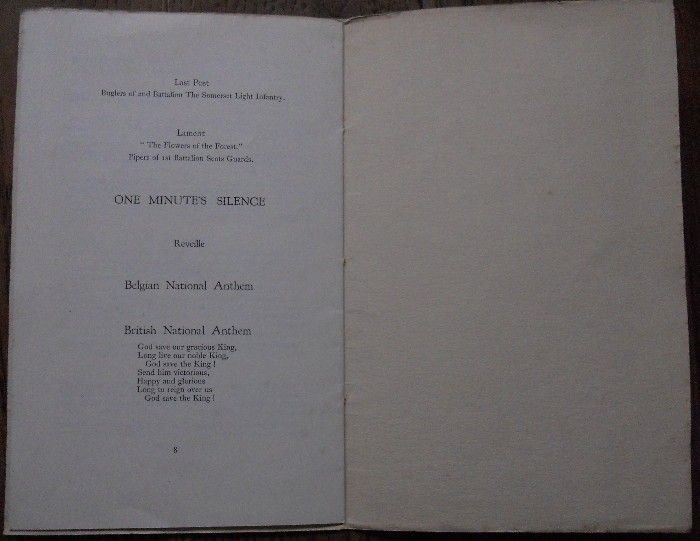 Last Post
Buglers of 2nd Battalion The Somerset Light Infantry.
Lament
" The Flowers of the Forest."
Pipers of 1st Battalion Scots Guards.
ONE MINUTE'S SILENCE
Reveille
Belgian National Anthem
British National Anthem
God save our gracious King,
Long live our noble King,
God save the King !
Send him victorious,
Happy and glorious
Long to reign over us
God save the King !
8